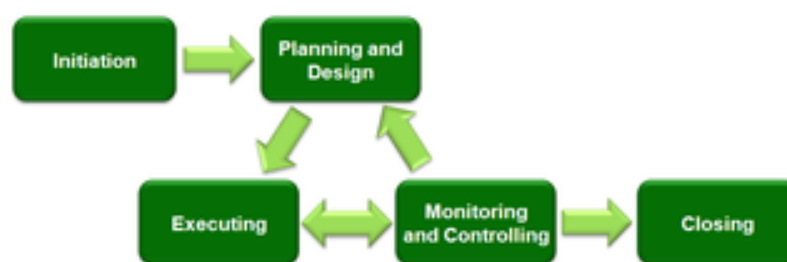 Initiation
Planning and
Design
Executing
Monitoring
and Controlling
Closing